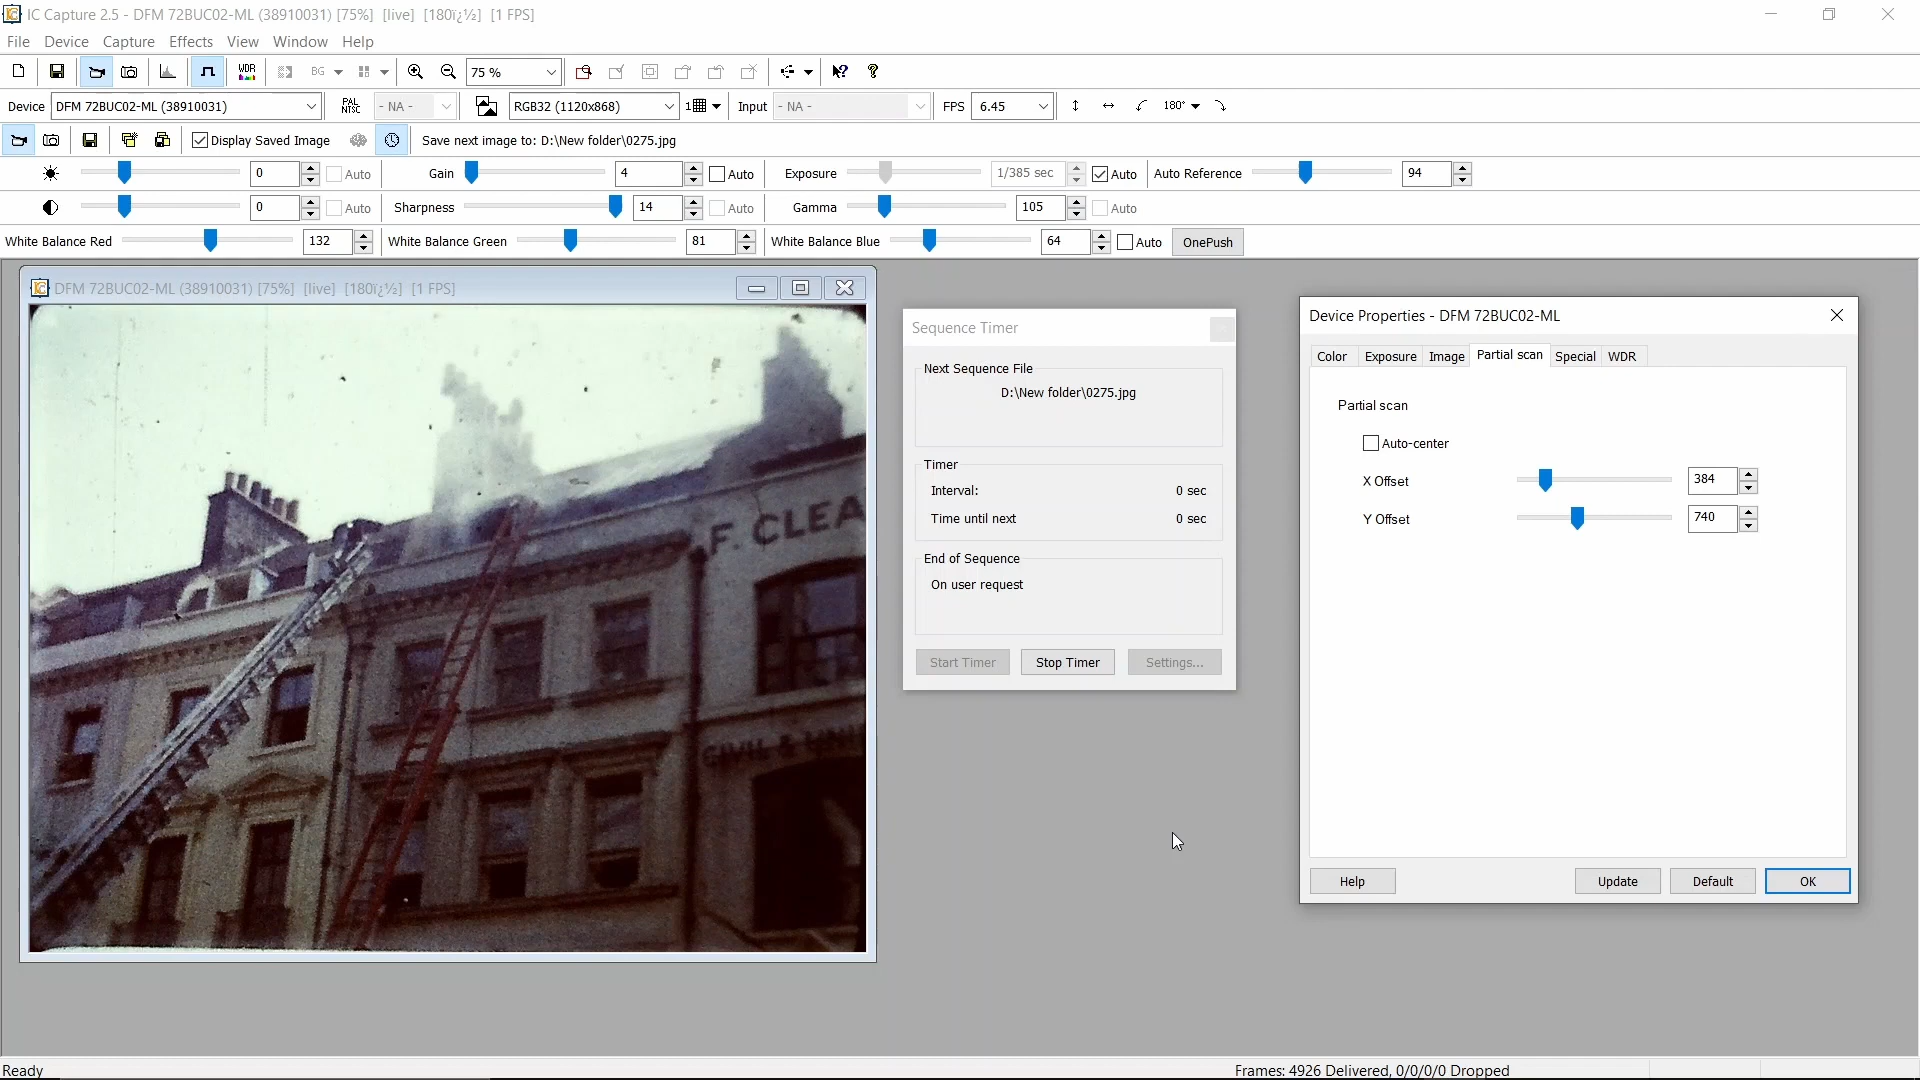 IC Capture 2.5 - DFM 72BUC02-ML (38910031) [75%]  [live]  [180ï¿½]  [1 FPS]
File Device Capture Effects View Window Help
WDR BG 75 %
Device DFM 72BUC02-ML (38910031) PAL NTSC - NA - RGB32 (1120x868) 1 Input - NA - FPS 6.45 180°
Display Saved Image Save next image to: D:\New folder\0275.jpg
0 Auto Gain 4 Auto Exposure 1/385 sec Auto Auto Reference 94
0 Auto Sharpness 14 Auto Gamma 105 Auto
White Balance Red 132 White Balance Green 81 White Balance Blue 64 Auto OnePush
DFM 72BUC02-ML (38910031) [75%]  [live]  [180ï¿½]  [1 FPS]
F. CLEA
CIVIL &
Sequence Timer
Next Sequence File
D:\New folder\0275.jpg
Timer
Interval: 0 sec
Time until next 0 sec
End of Sequence
On user request
Start Timer Stop Timer Settings...
Device Properties - DFM 72BUC02-ML
Color Exposure Image Partial scan Special WDR
Partial scan
Auto-center
X Offset 384
Y Offset 740
Help Update Default OK
Ready Frames: 4926 Delivered, 0/0/0/0 Dropped